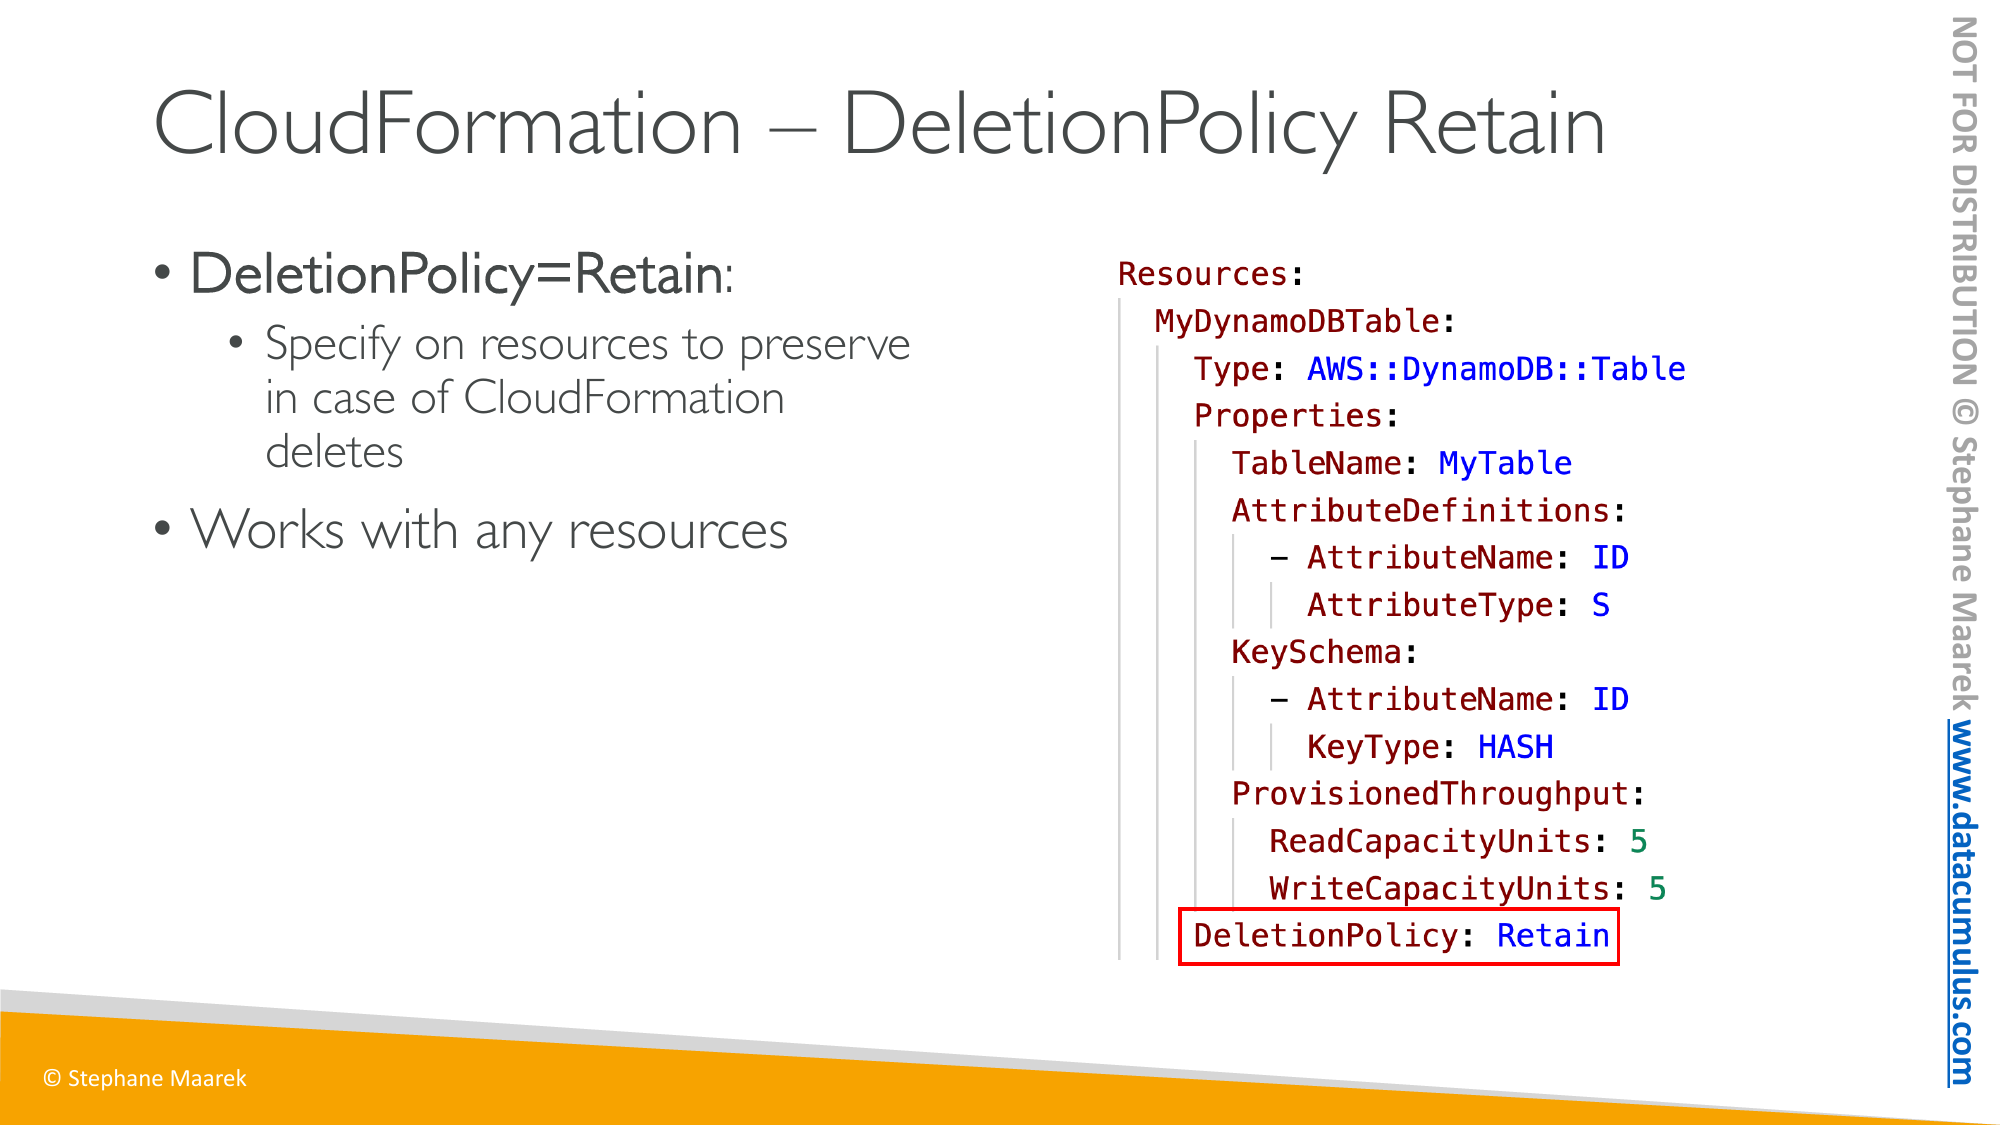 CloudFormation – DeletionPolicy Retain
• DeletionPolicy=Retain:
• Specify on resources to preserve
in case of CloudFormation
deletes
• Works with any resources
Resources:
  MyDynamoDBTable:
    Type: AWS::DynamoDB::Table
    Properties:
      TableName: MyTable
      AttributeDefinitions:
        - AttributeName: ID
          AttributeType: S
      KeySchema:
        - AttributeName: ID
          KeyType: HASH
      ProvisionedThroughput:
        ReadCapacityUnits: 5
        WriteCapacityUnits: 5
    DeletionPolicy: Retain
© Stephane Maarek
NOT FOR DISTRIBUTION © Stephane Maarek www.datacumulus.com